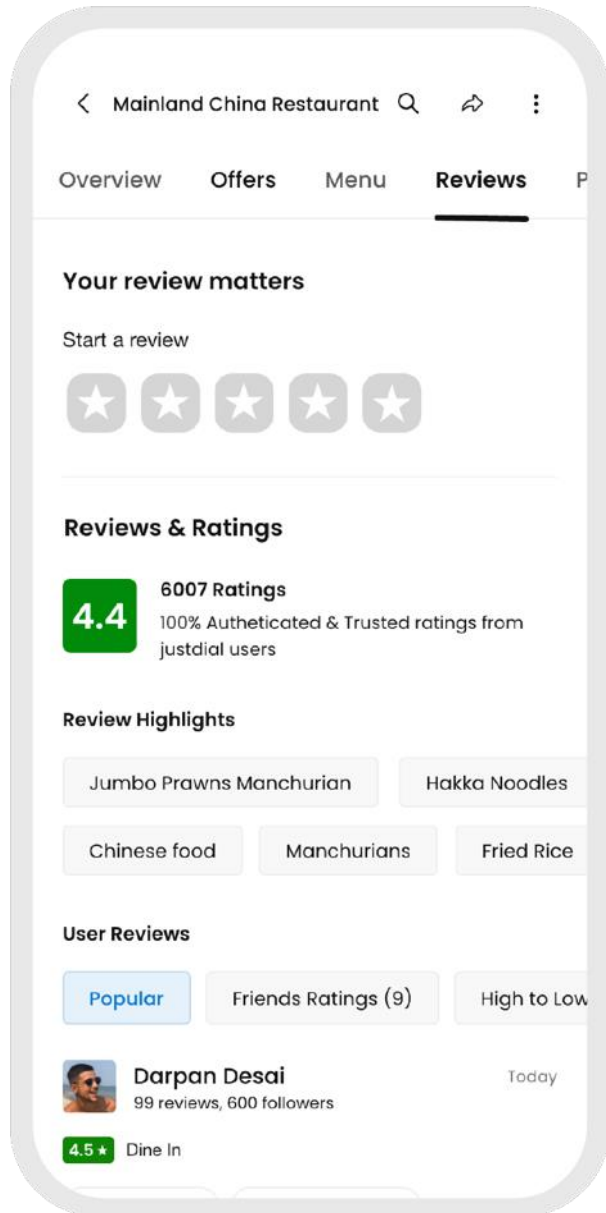 Mainland China Restaurant
Overview Offers Menu Reviews P
Your review matters
Start a review
Reviews & Ratings
4.4
6007 Ratings
100% Autheticated & Trusted ratings from
justdial users
Review Highlights
Jumbo Prawns Manchurian Hakka Noodles
Chinese food Manchurians Fried Rice
User Reviews
Popular Friends Ratings (9) High to Low
Darpan Desai Today
99 reviews, 600 followers
4.5★ Dine In